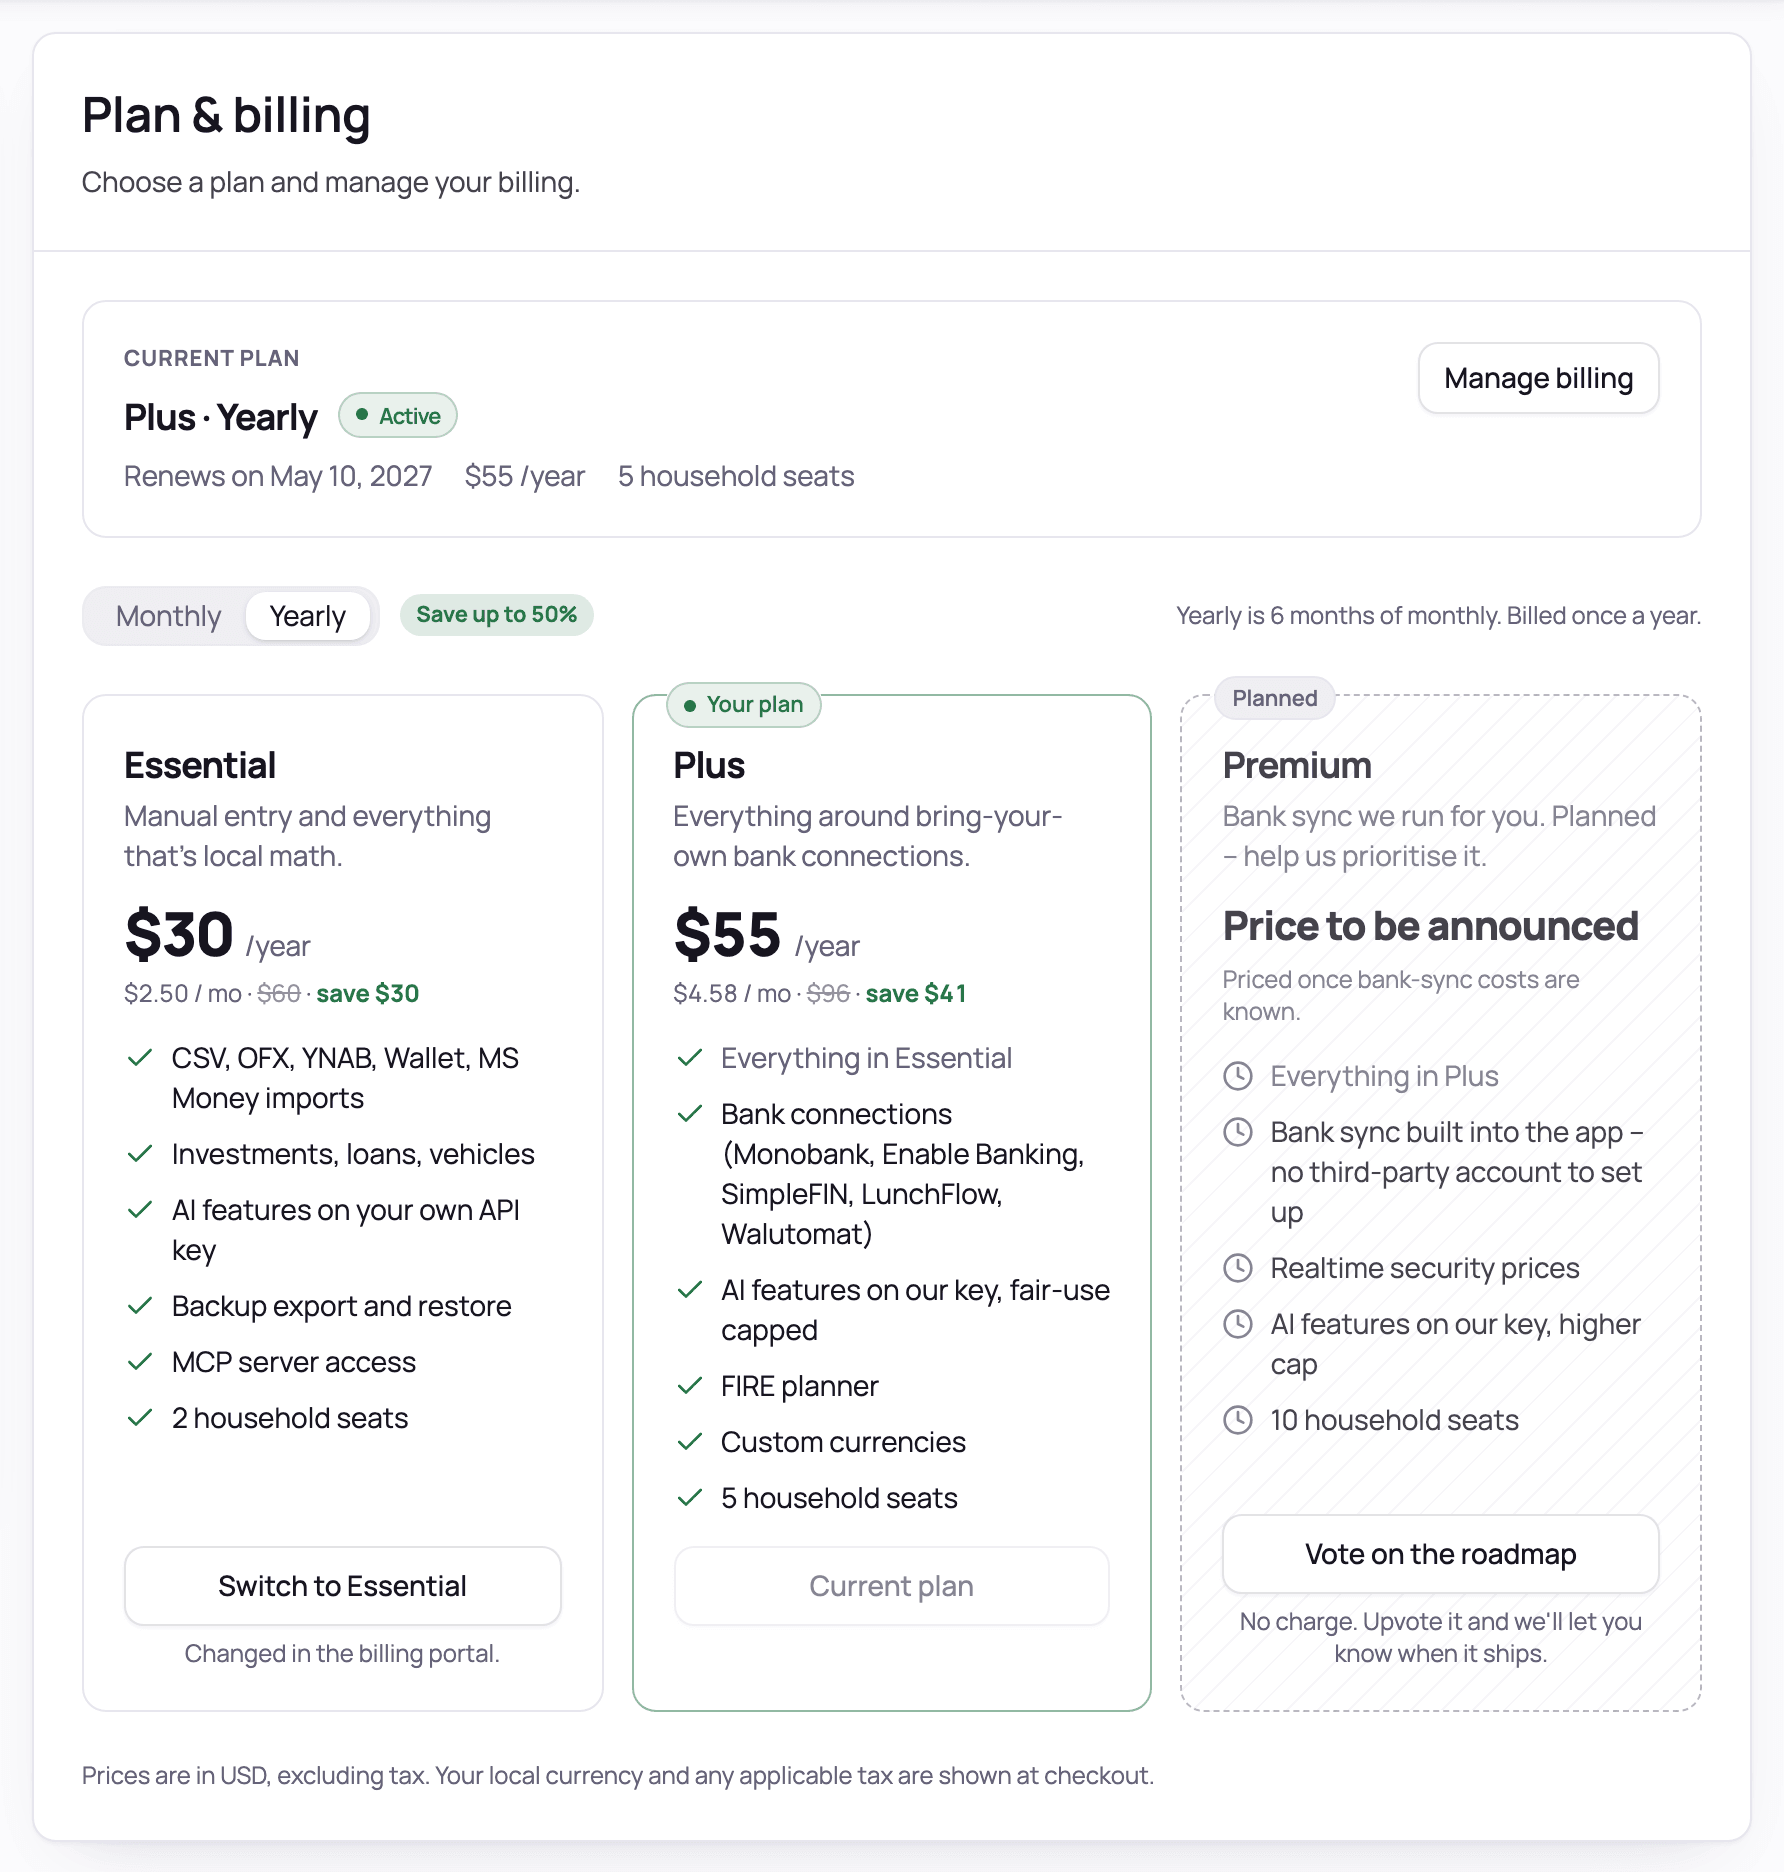 Plan & billing
Choose a plan and manage your billing.
CURRENT PLAN
Manage billing
Plus · Yearly
Active
Renews on May 10, 2027 $55 /year 5 household seats
Monthly
Yearly
Save up to 50%
Yearly is 6 months of monthly. Billed once a year.
Essential
Manual entry and everything
that's local math.
$30 /year
$2.50 / mo · $60 · save $30
CSV, OFX, YNAB, Wallet, MS
Money imports
Investments, loans, vehicles
AI features on your own API
key
Backup export and restore
MCP server access
2 household seats
Switch to Essential
Changed in the billing portal.
Your plan
Plus
Everything around bring-your-
own bank connections.
$55 /year
$4.58 / mo · $96 · save $41
Everything in Essential
Bank connections
(Monobank, Enable Banking,
SimpleFIN, LunchFlow,
Walutomat)
AI features on our key, fair-use
capped
FIRE planner
Custom currencies
5 household seats
Current plan
Planned
Premium
Bank sync we run for you. Planned
– help us prioritise it.
Price to be announced
Priced once bank-sync costs are
known.
Everything in Plus
Bank sync built into the app –
no third-party account to set
up
Realtime security prices
AI features on our key, higher
cap
10 household seats
Vote on the roadmap
No charge. Upvote it and we'll let you
know when it ships.
Prices are in USD, excluding tax. Your local currency and any applicable tax are shown at checkout.